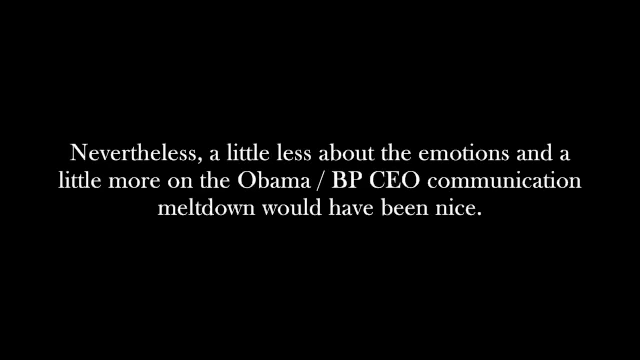 Nevertheless, a little less about the emotions and a
little more on the Obama / BP CEO communication
meltdown would have been nice.